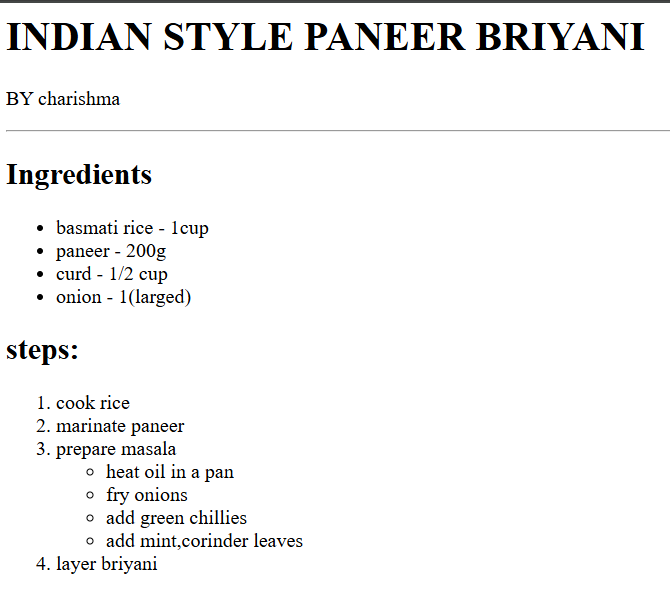 INDIAN STYLE PANEER BRIYANI
BY charishma
Ingredients
• basmati rice - 1cup
• paneer - 200g
• curd - 1/2 cup
• onion - 1(larged)
steps:
1. cook rice
2. marinate paneer
3. prepare masala
◦ heat oil in a pan
◦ fry onions
◦ add green chillies
◦ add mint,corinder leaves
4. layer briyani